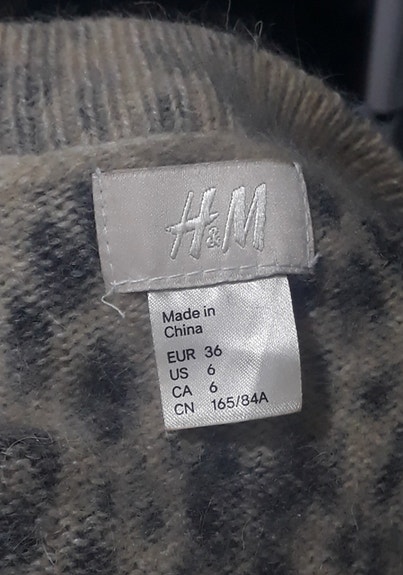 H&M
Made in
China
EUR 36
US 6
CA 6
CN 165/84A